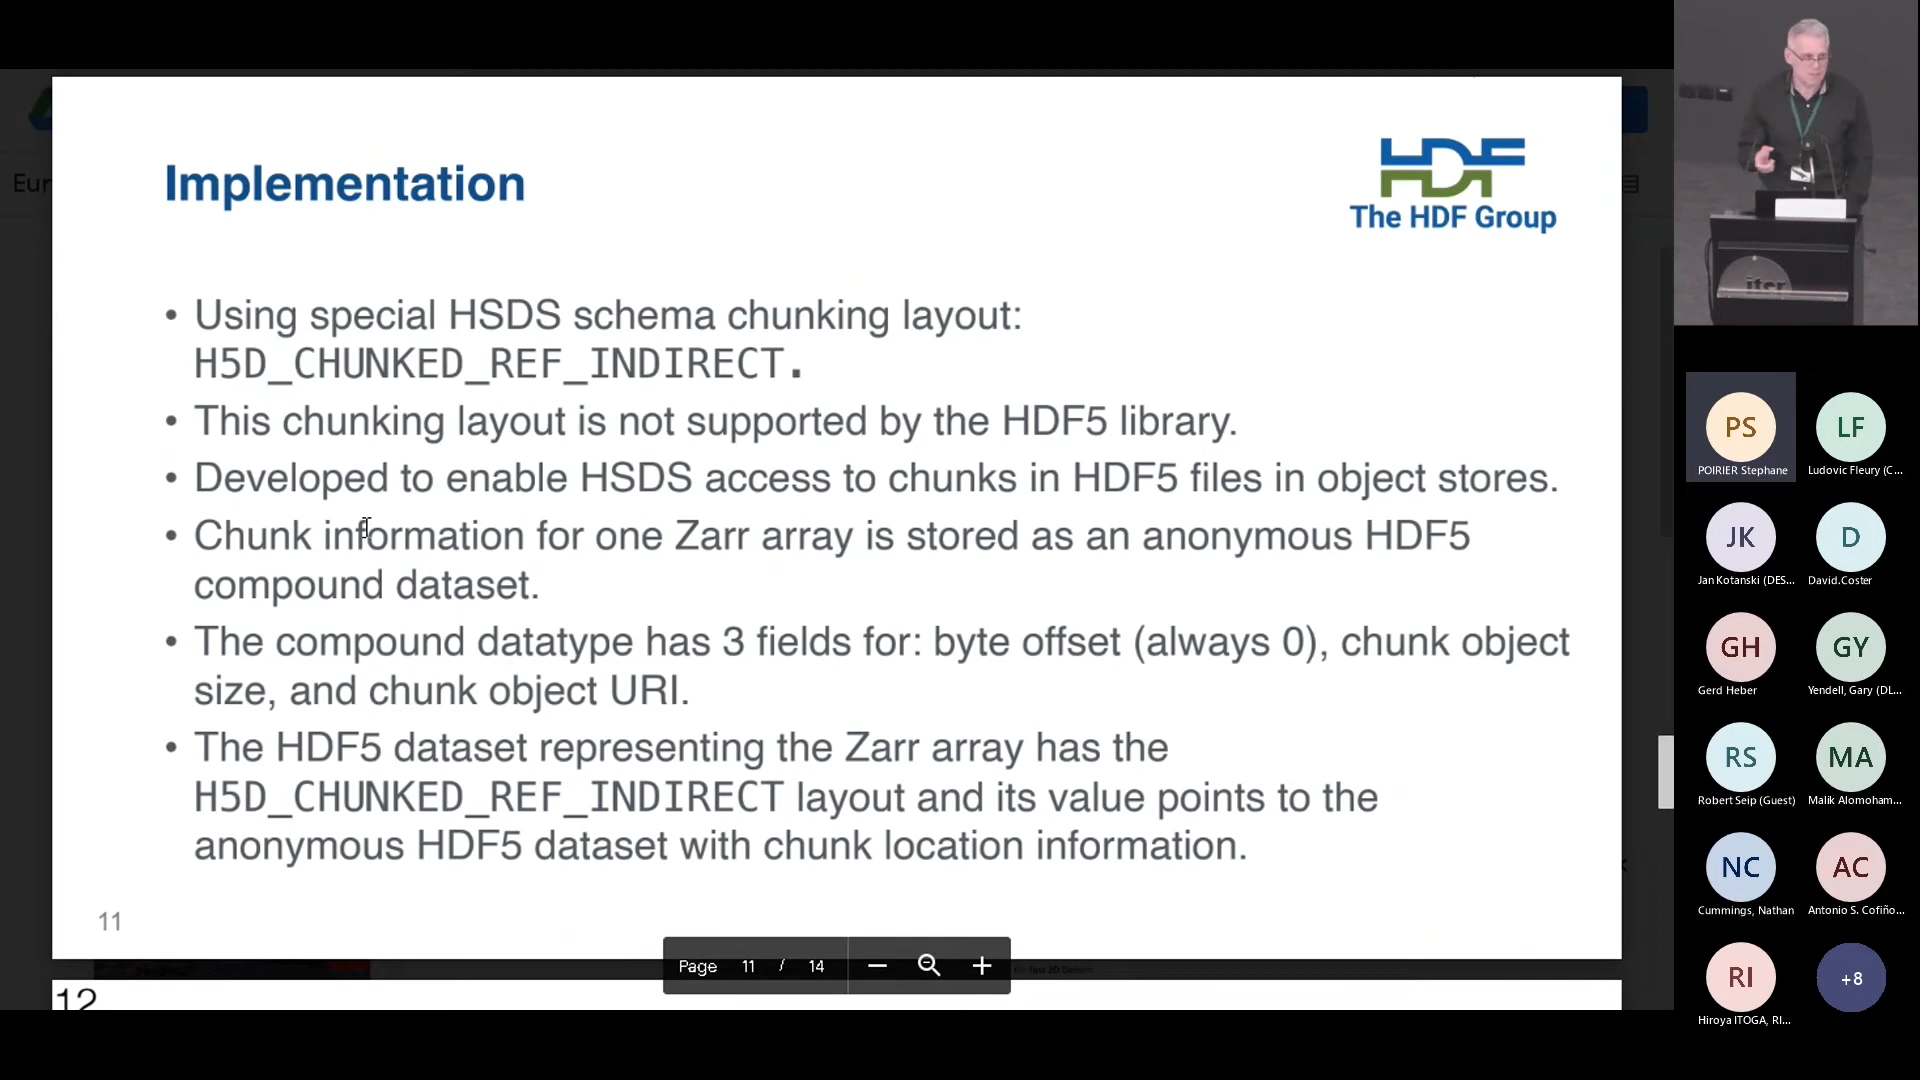 Eur
Implementation
HDF
The HDF Group
• Using special HSDS schema chunking layout:
H5D_CHUNKED_REF_INDIRECT.
• This chunking layout is not supported by the HDF5 library.
• Developed to enable HSDS access to chunks in HDF5 files in object stores.
• Chunk information for one Zarr array is stored as an anonymous HDF5
compound dataset.
• The compound datatype has 3 fields for: byte offset (always 0), chunk object
size, and chunk object URI.
• The HDF5 dataset representing the Zarr array has the
H5D_CHUNKED_REF_INDIRECT layout and its value points to the
anonymous HDF5 dataset with chunk location information.
11
Page 11 / 14
12
iter
PS
POIRIER Stephane
LF
Ludovic Fleury (C...
JK
Jan Kotanski (DES...
D
David.Coster
GH
Gerd Heber
GY
Yendell, Gary (DL...
RS
Robert Seip (Guest)
MA
Malik Alomoham...
NC
Cummings, Nathan
AC
Antonio S. Cofiño...
RI
Hiroya ITOGA, RI...
+8